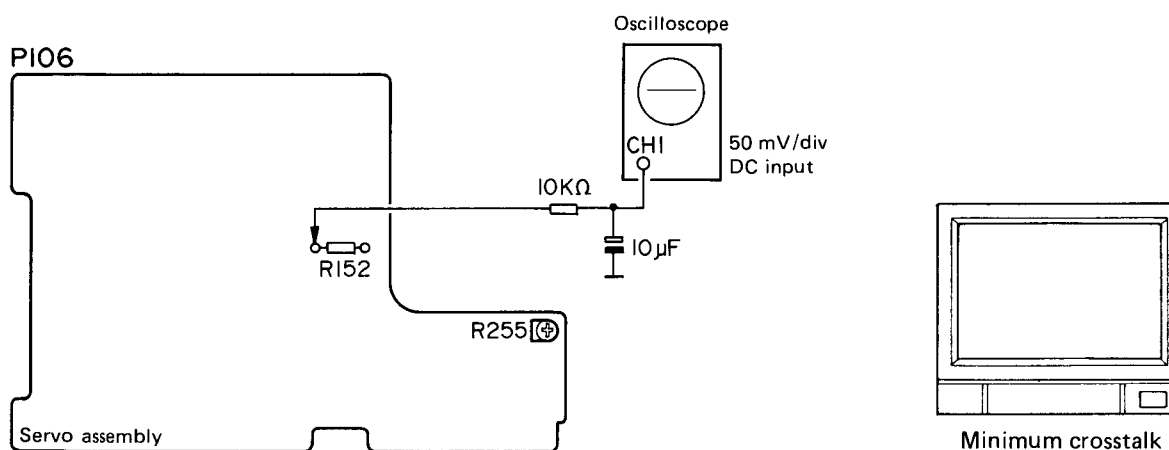 Oscilloscope
P106
CH1
50 mV/div
DC input
10KΩ
10μF
R152
R255
Servo assembly
Minimum crosstalk